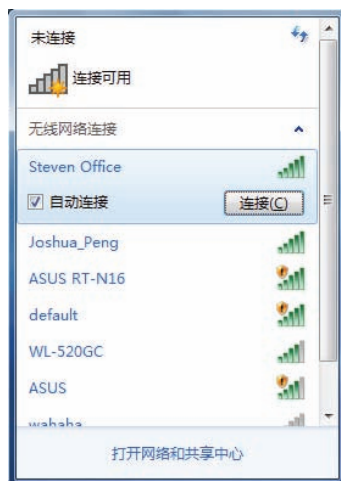 未连接
连接可用
无线网络连接
Steven Office
自动连接 连接(C)
Joshua_Peng
ASUS RT-N16
default
WL-520GC
ASUS
wahaha
打开网络和共享中心